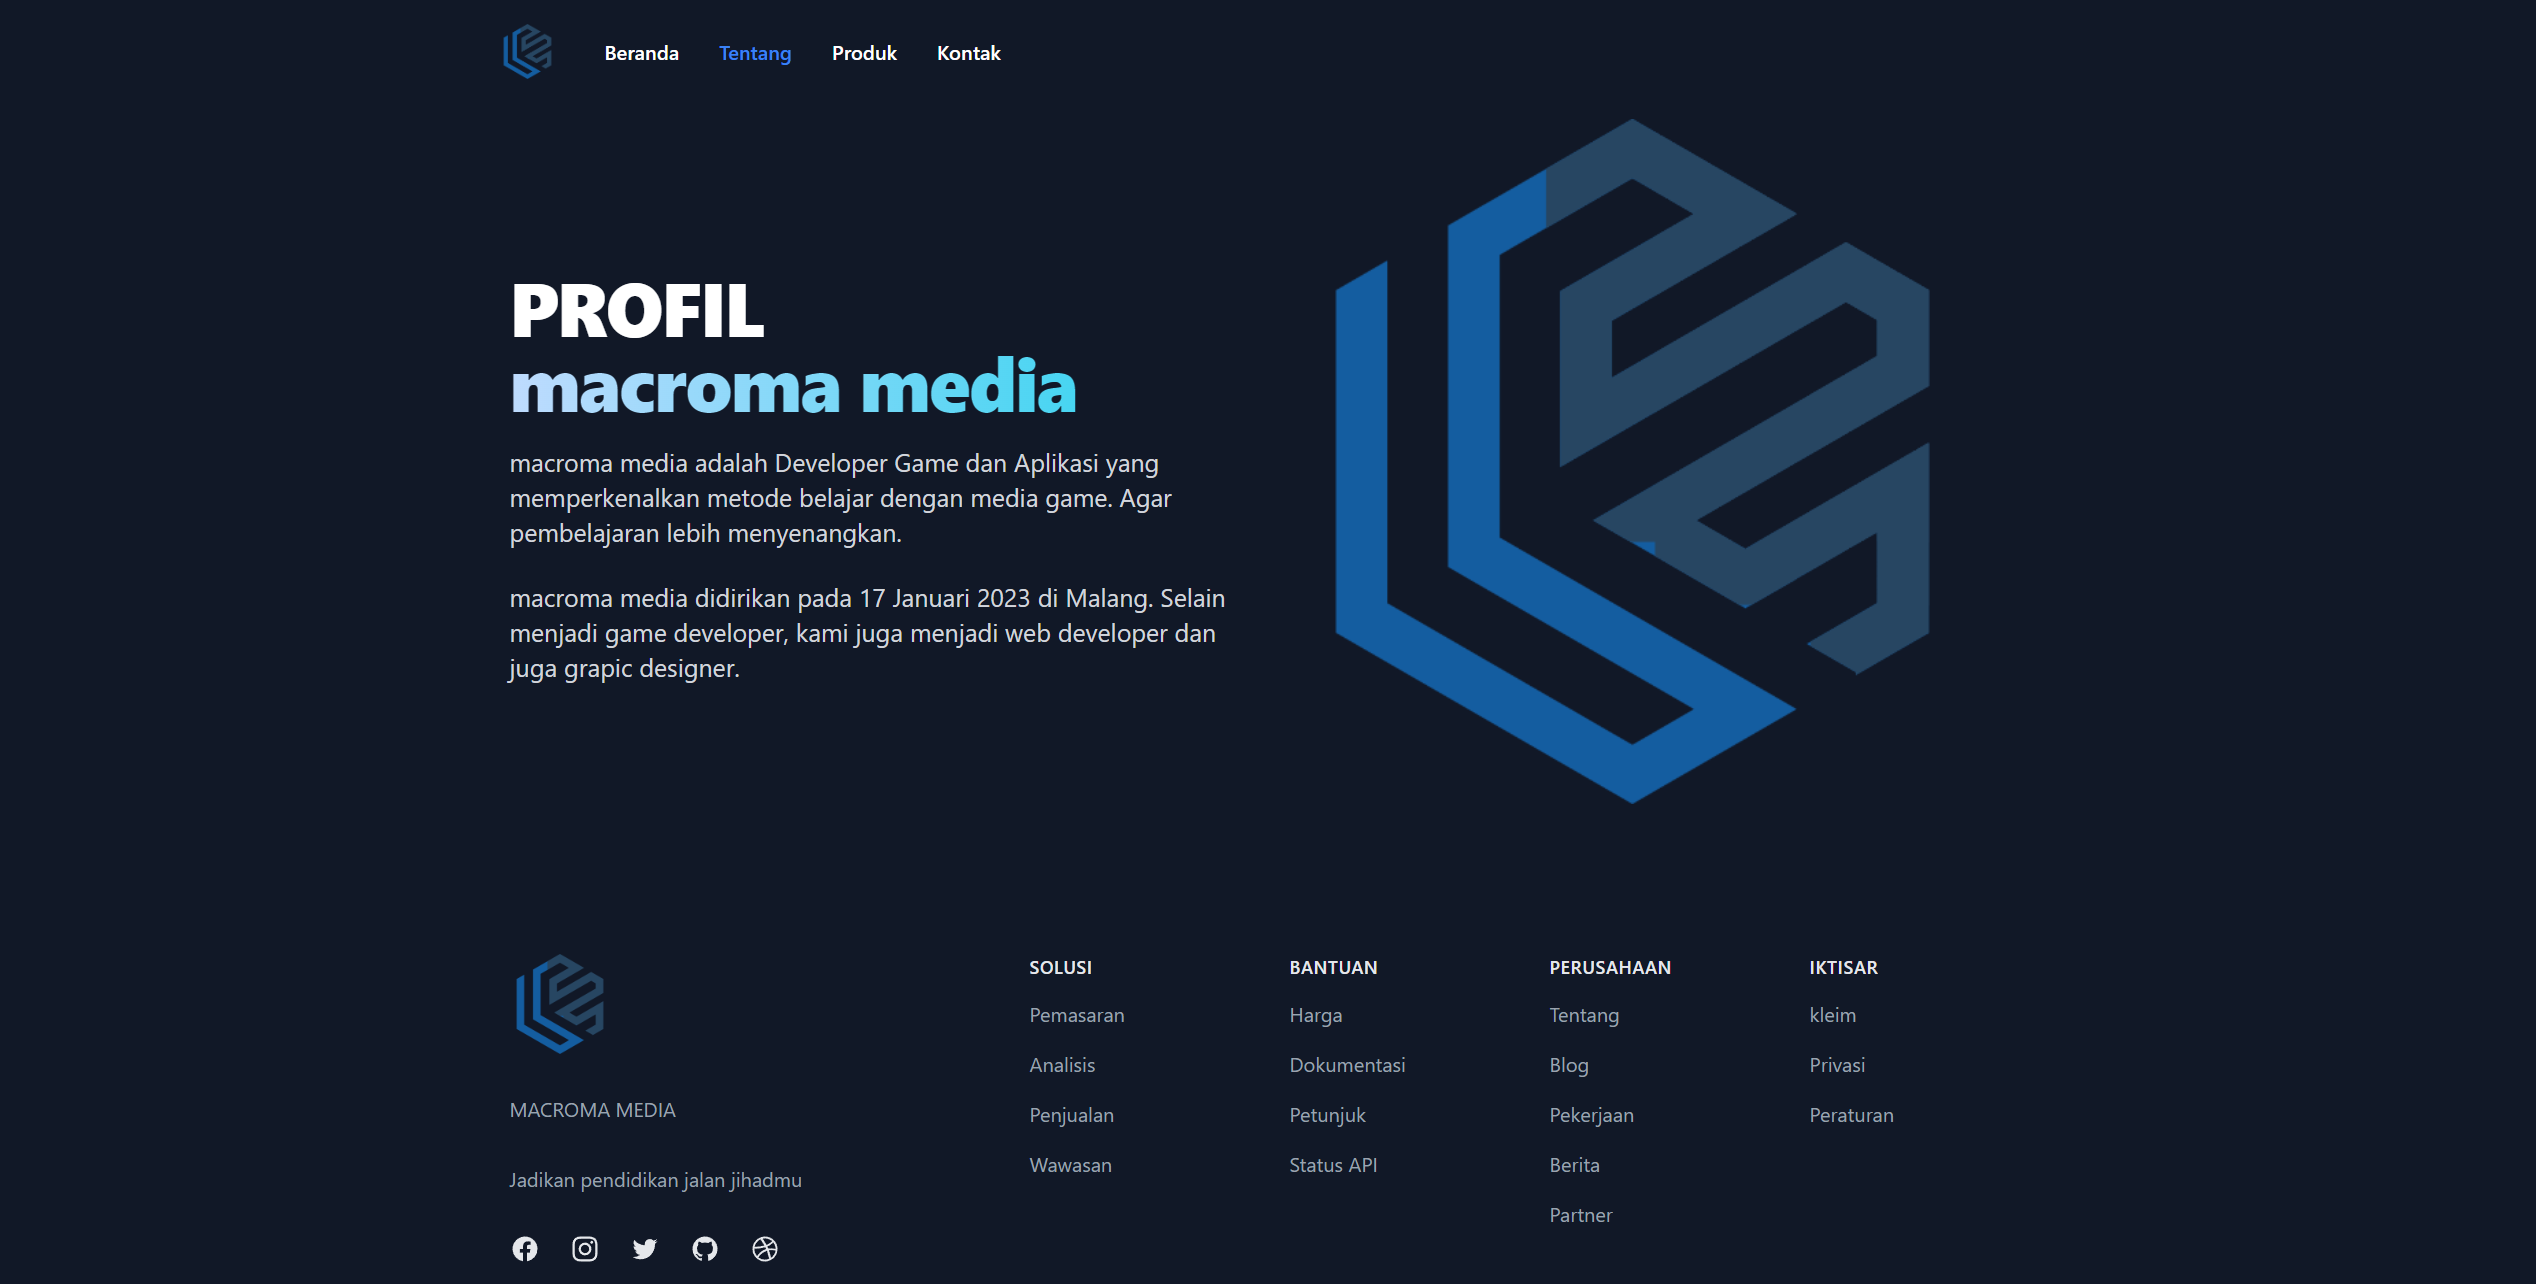 Beranda
Tentang
Produk
Kontak
PROFIL
macroma media
macroma media adalah Developer Game dan Aplikasi yang
memperkenalkan metode belajar dengan media game. Agar
pembelajaran lebih menyenangkan.
macroma media didirikan pada 17 Januari 2023 di Malang. Selain
menjadi game developer, kami juga menjadi web developer dan
juga grapic designer.
MACROMA MEDIA
Jadikan pendidikan jalan jihadmu
SOLUSI
Pemasaran
Analisis
Penjualan
Wawasan
BANTUAN
Harga
Dokumentasi
Petunjuk
Status API
PERUSAHAAN
Tentang
Blog
Pekerjaan
Berita
Partner
IKTISAR
kleim
Privasi
Peraturan